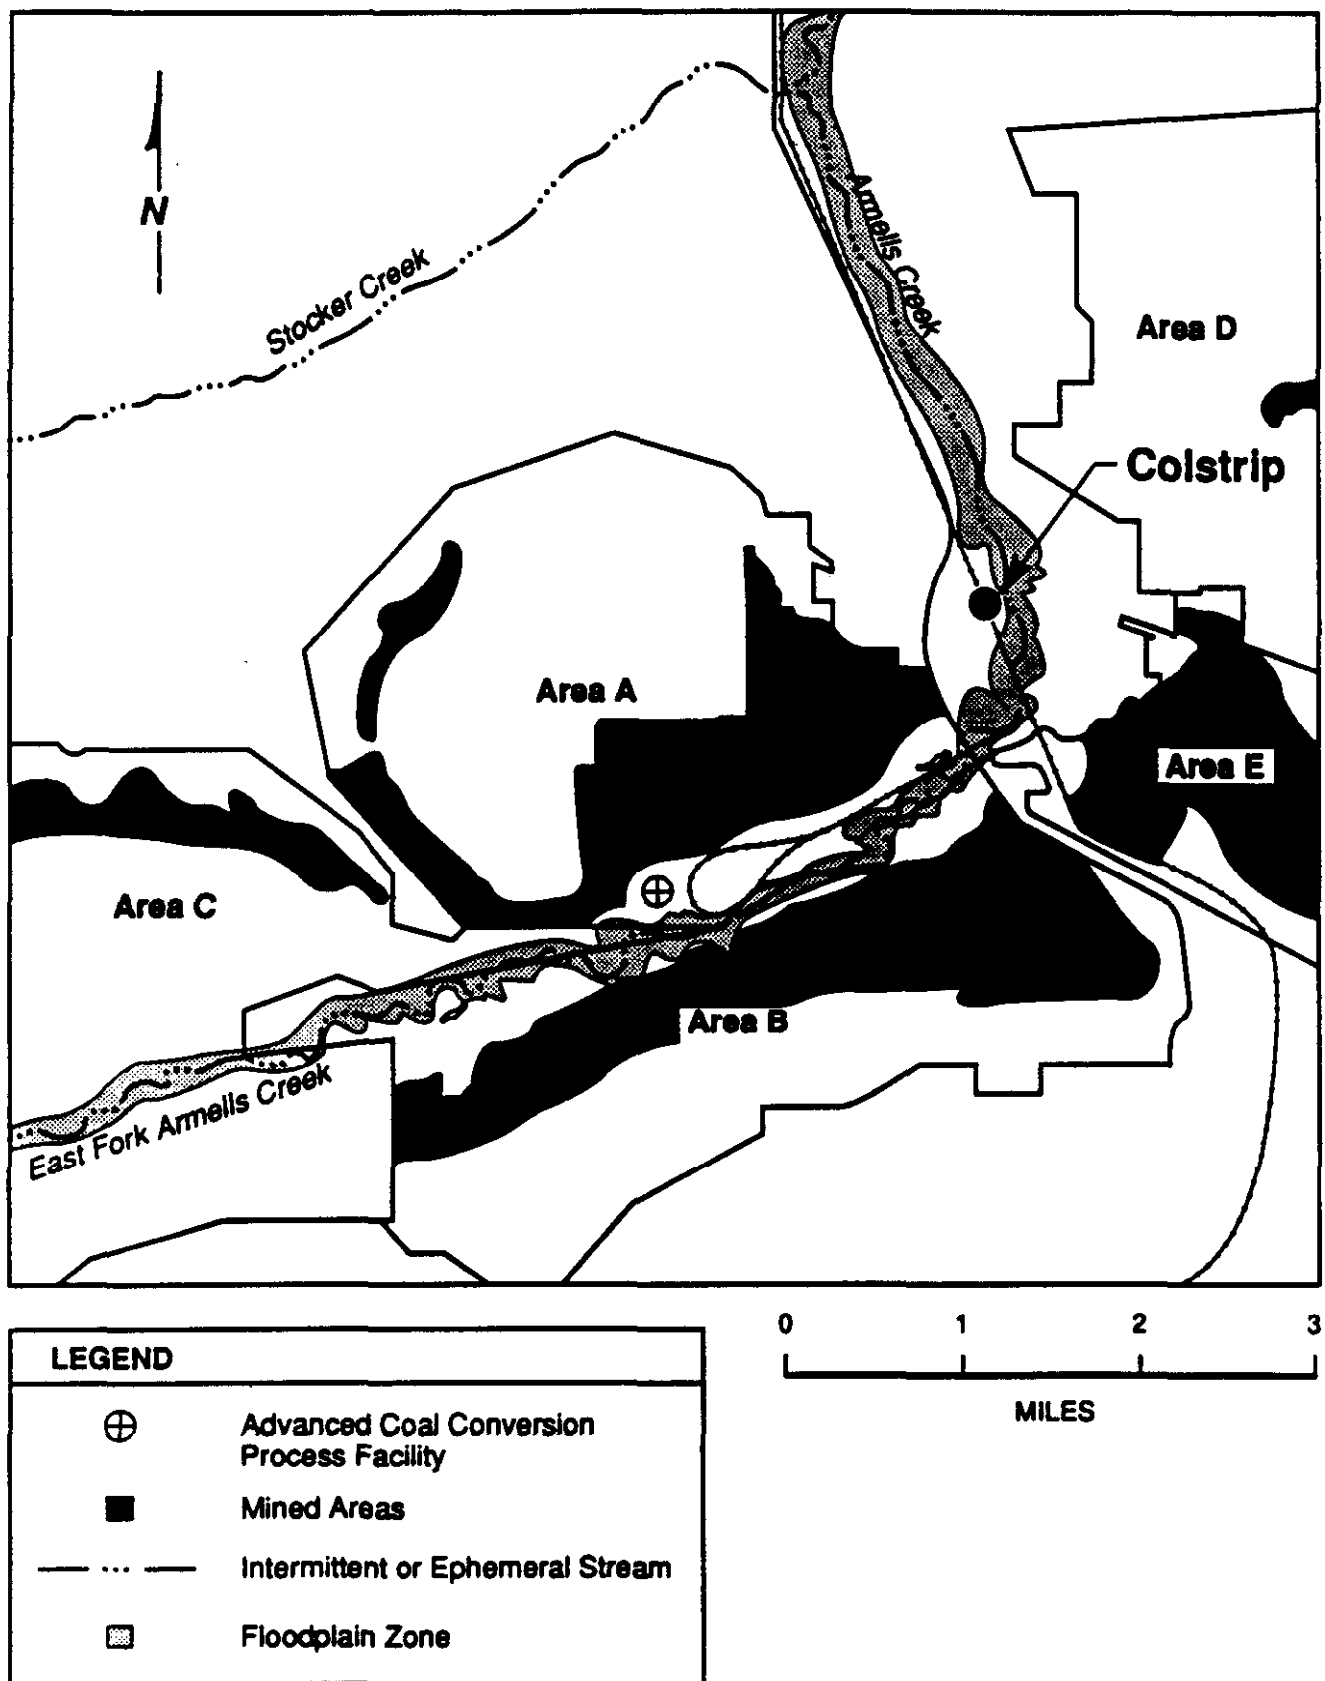 N
Stocker Creek
Armells Creek
Area D
Colstrip
Area A
Area E
Area C
Area B
East Fork Armells Creek
0 1 2 3
MILES
LEGEND
Advanced Coal Conversion
Process Facility
Mined Areas
Intermittent or Ephemeral Stream
Floodplain Zone